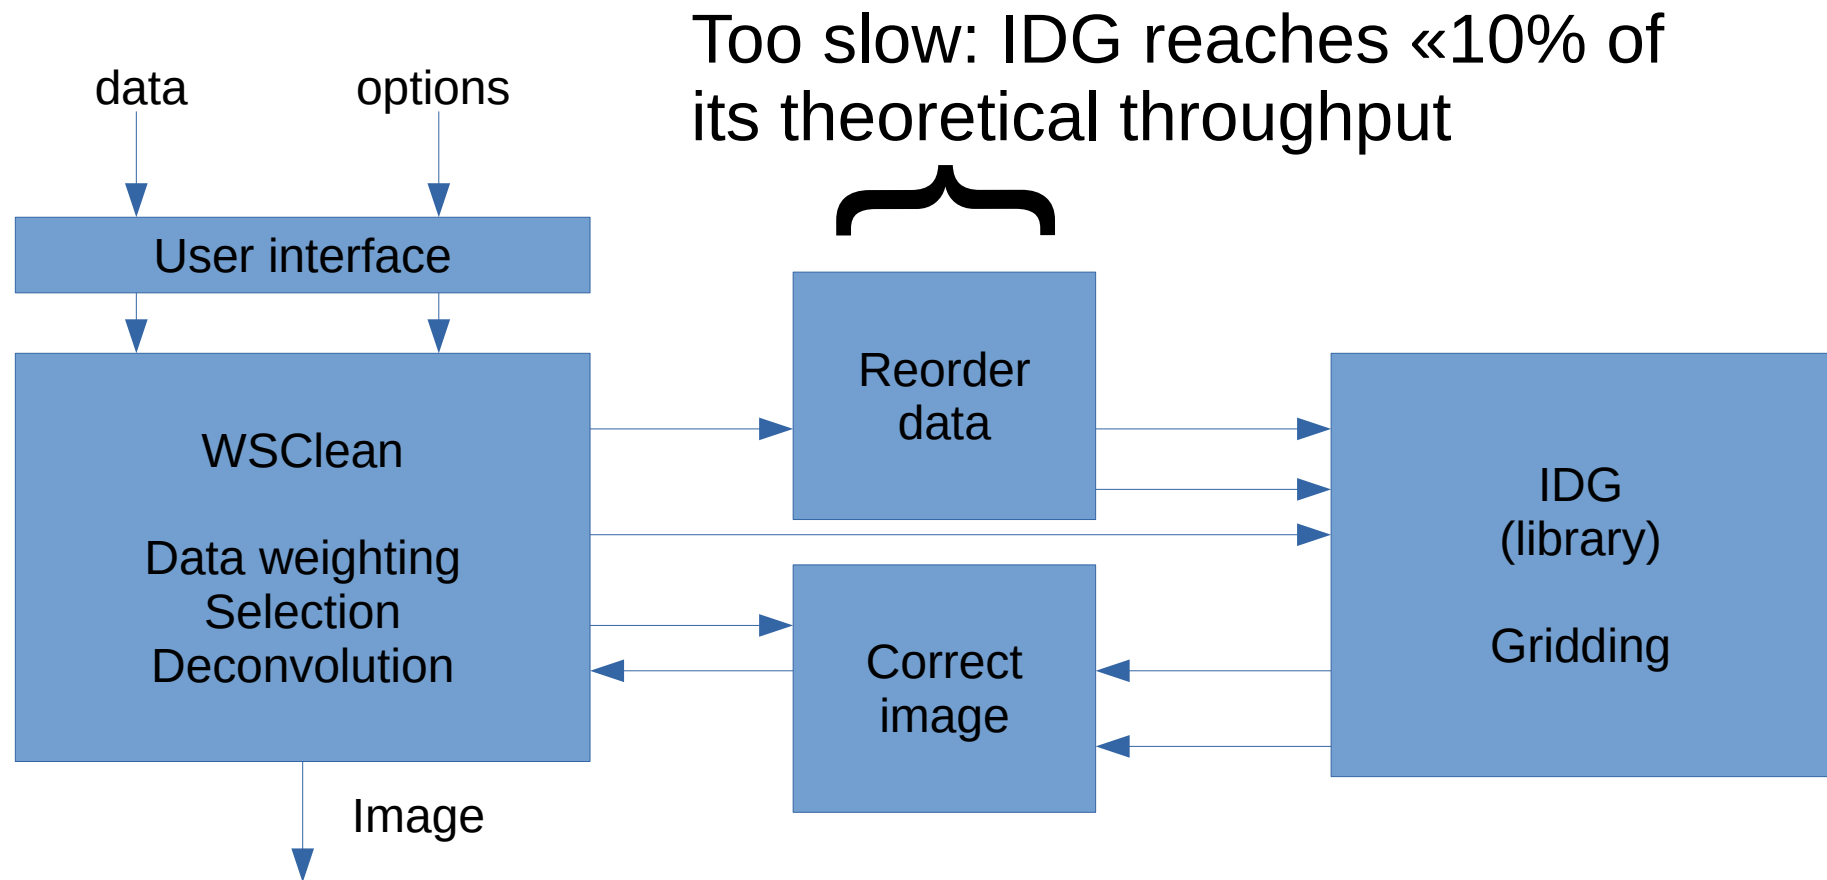 Too slow: IDG reaches «10% of
its theoretical throughput
data
options
User interface
WSClean
Data weighting
Selection
Deconvolution
Reorder
data
Correct
image
IDG
(library)
Gridding
Image